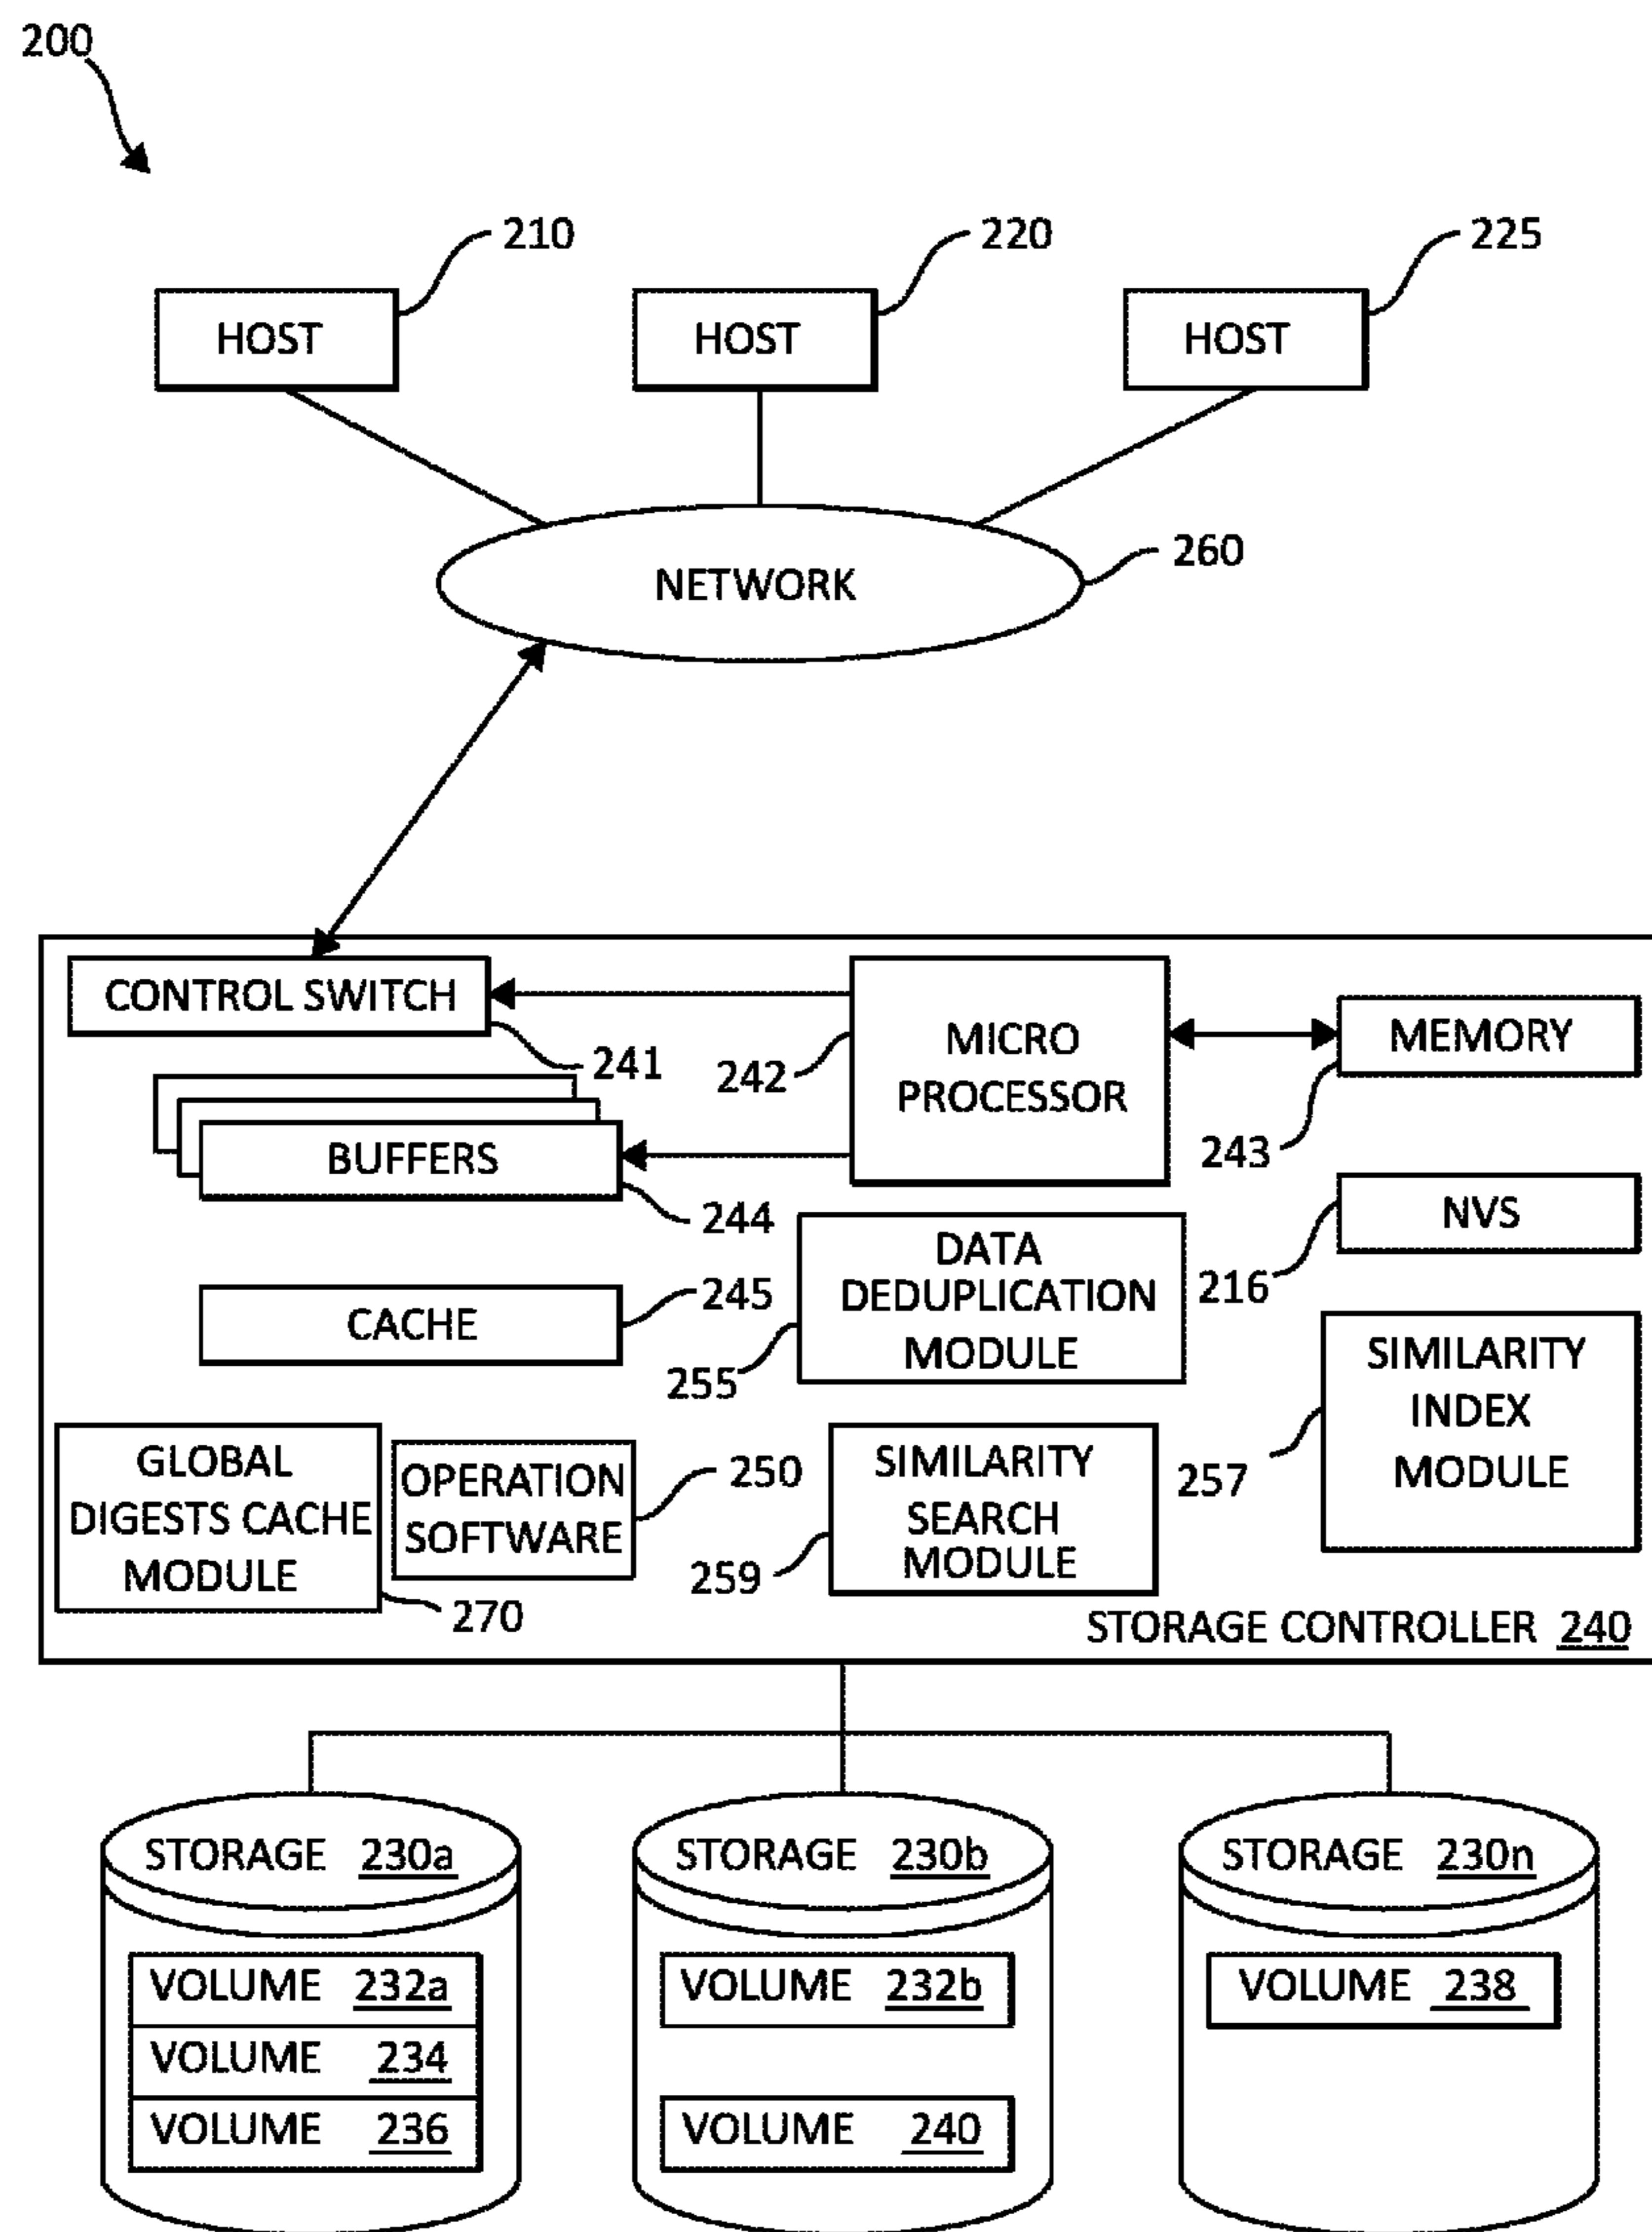 200
210
220
225
HOST
HOST
HOST
260
NETWORK
CONTROL SWITCH
241
242
MICRO
PROCESSOR
MEMORY
243
BUFFERS
244
NVS
216
CACHE
245
DATA
DEDUPLICATION
MODULE
255
SIMILARITY
INDEX
MODULE
257
GLOBAL
DIGESTS CACHE
MODULE
270
OPERATION
SOFTWARE
250
SIMILARITY
SEARCH
MODULE
259
STORAGE CONTROLLER 240
STORAGE 230a
VOLUME 232a
VOLUME 234
VOLUME 236
STORAGE 230b
VOLUME 232b
VOLUME 240
STORAGE 230n
VOLUME 238